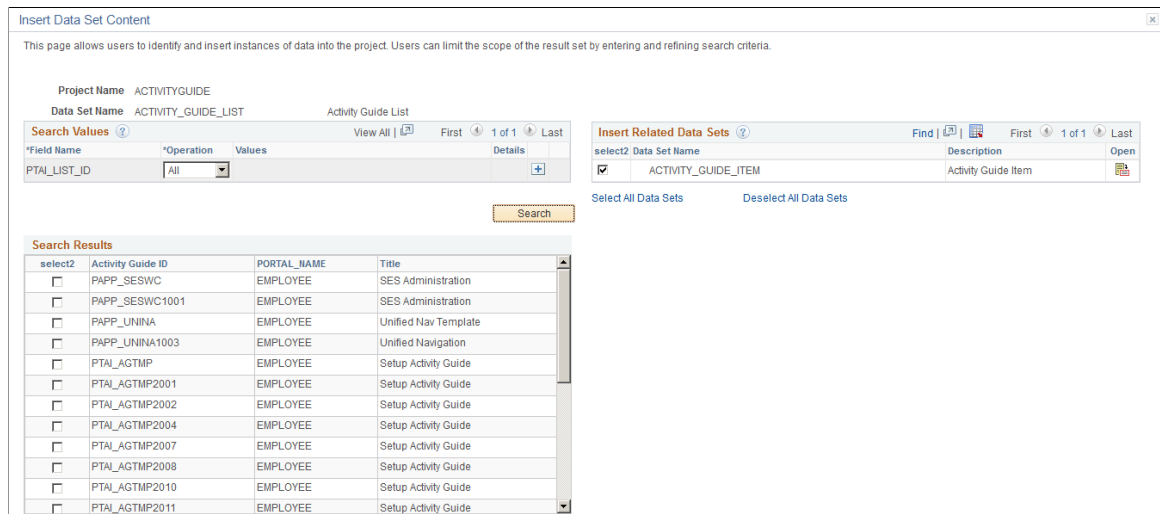 Insert Data Set Content
This page allows users to identify and insert instances of data into the project. Users can limit the scope of the result set by entering and refining search criteria.
Project Name ACTIVITYGUIDE
Data Set Name ACTIVITY_GUIDE_LIST Activity Guide List
Search Values ? View All | First 1 of 1 Last
*Field Name *Operation Values Details
PTAI_LIST_ID All +
Search
Insert Related Data Sets ? Find | | First 1 of 1 Last
select2 Data Set Name Description Open
ACTIVITY_GUIDE_ITEM Activity Guide Item
Select All Data Sets Deselect All Data Sets
Search Results
select2 Activity Guide ID PORTAL_NAME Title
PAPP_SESWC EMPLOYEE SES Administration
PAPP_SESWC1001 EMPLOYEE SES Administration
PAPP_UNINA EMPLOYEE Unified Nav Template
PAPP_UNINA1003 EMPLOYEE Unified Navigation
PTAI_AGTMP EMPLOYEE Setup Activity Guide
PTAI_AGTMP2001 EMPLOYEE Setup Activity Guide
PTAI_AGTMP2002 EMPLOYEE Setup Activity Guide
PTAI_AGTMP2004 EMPLOYEE Setup Activity Guide
PTAI_AGTMP2007 EMPLOYEE Setup Activity Guide
PTAI_AGTMP2008 EMPLOYEE Setup Activity Guide
PTAI_AGTMP2010 EMPLOYEE Setup Activity Guide
PTAI_AGTMP2011 EMPLOYEE Setup Activity Guide